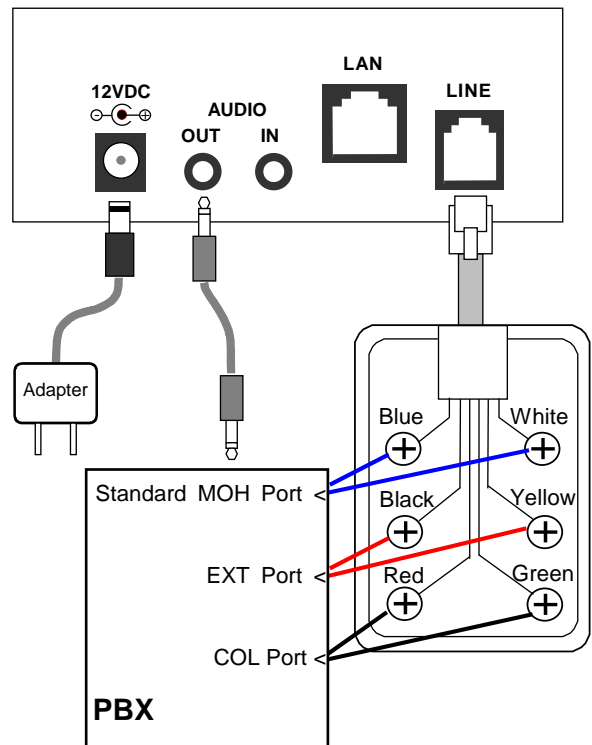 LAN
12VDC
LINE
AUDIO
OUT IN
Adapter
Blue White
Standard MOH Port <
Black Yellow
EXT Port <
Red Green
COL Port <
PBX